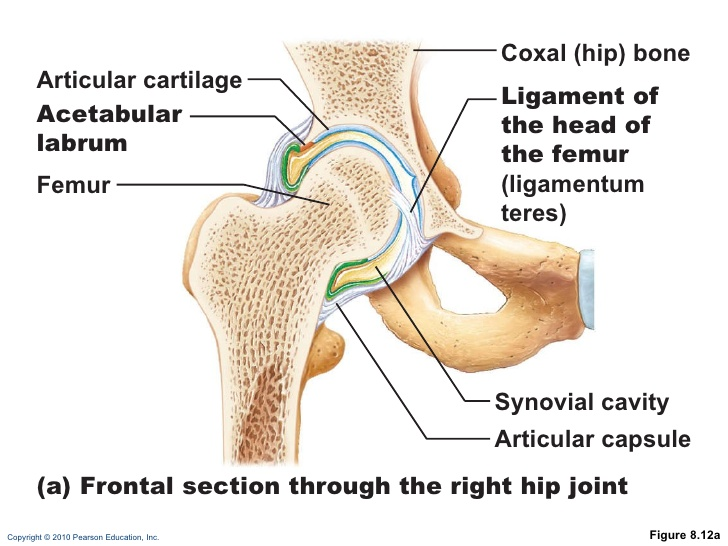 Articular cartilage
Acetabular
labrum
Femur
Coxal (hip) bone
Ligament of
the head of
the femur
(ligamentum
teres)
Synovial cavity
Articular capsule
(a) Frontal section through the right hip joint
Copyright © 2010 Pearson Education, Inc.
Figure 8.12a